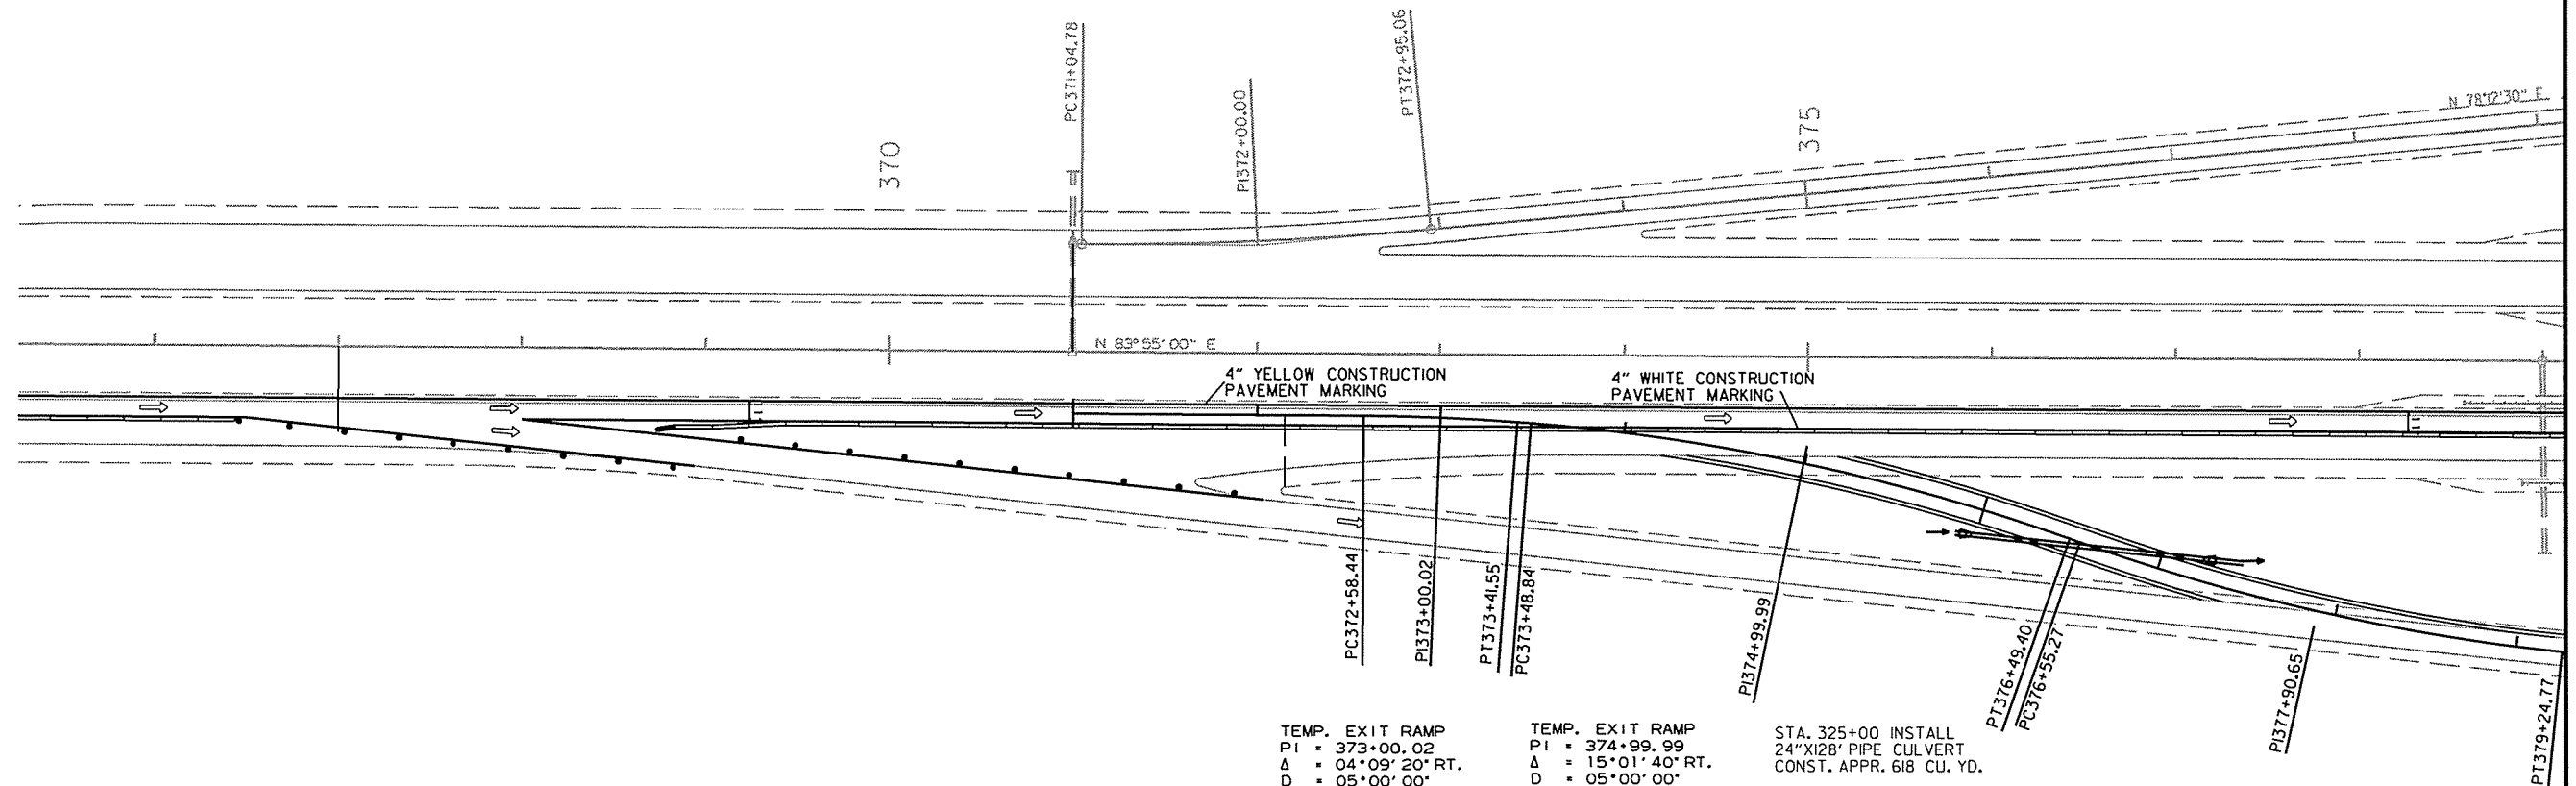 PC371+04.78
PI372+00.00
PT372+95.06
370
375
N 78°12'30" E
N 83°55'00" E
4" YELLOW CONSTRUCTION
PAVEMENT MARKING
4" WHITE CONSTRUCTION
PAVEMENT MARKING
PC372+58.44
PI373+00.02
PT373+41.55
PC373+48.84
PI374+99.99
PT376+49.40
PC376+55.27
PI377+90.65
PT379+24.77
TEMP. EXIT RAMP
PI = 373+00.02
Δ = 04°09'20" RT.
D = 05°00'00"
TEMP. EXIT RAMP
PI = 374+99.99
Δ = 15°01'40" RT.
D = 05°00'00"
STA. 325+00 INSTALL
24"X128' PIPE CULVERT
CONST. APPR. 618 CU. YD.